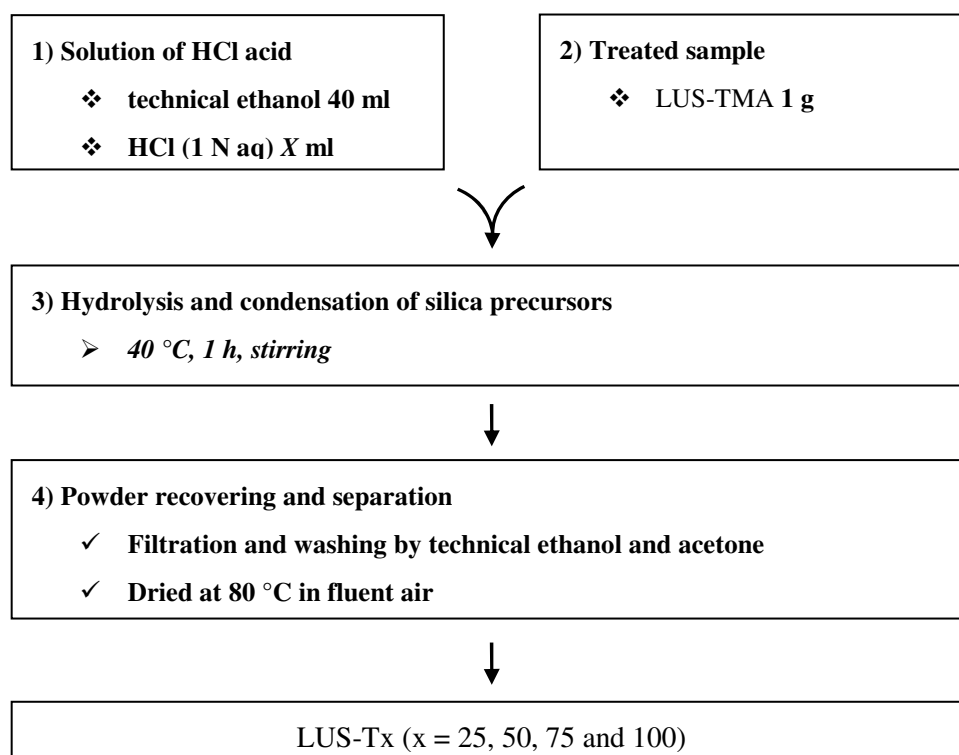 1) Solution of HCl acid
❖ technical ethanol 40 ml
❖ HCl (1 N aq) X ml
2) Treated sample
❖ LUS-TMA 1 g
3) Hydrolysis and condensation of silica precursors
➢ 40 °C, 1 h, stirring
4) Powder recovering and separation
✓ Filtration and washing by technical ethanol and acetone
✓ Dried at 80 °C in fluent air
LUS-Tx (x = 25, 50, 75 and 100)